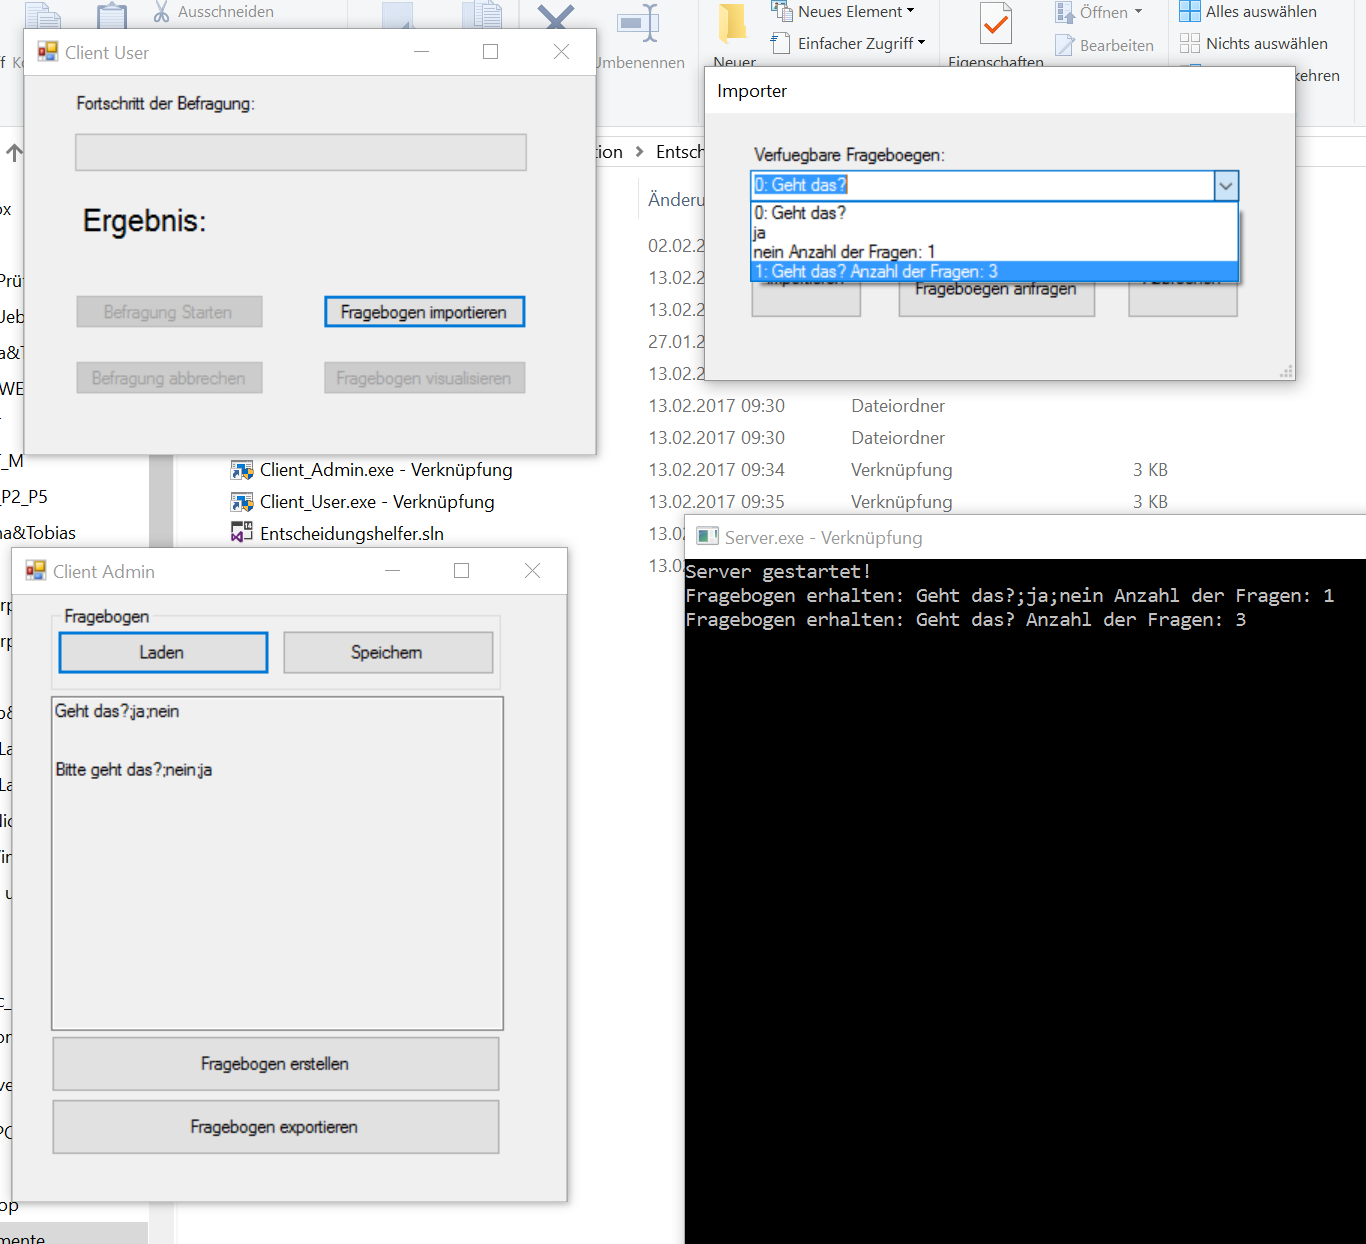 Ausschneiden
Umbenennen
Neuer
Neues Element
Einfacher Zugriff
Eigenschaften
Öffnen
Bearbeiten
Alles auswählen
Nichts auswählen
kehren
Client User
Fortschritt der Befragung:
Ergebnis:
Befragung Starten
Fragebogen importieren
Befragung abbrechen
Fragebogen visualisieren
Importer
Verfuegbare Frageboegen:
0: Geht das?
0: Geht das?
ja
nein Anzahl der Fragen: 1
1: Geht das? Anzahl der Fragen: 3
Importieren
Frageboegen anfragen
Abbrechen
tion > Entsch
Änderu
02.02.2
13.02.2
13.02.2
27.01.2
13.02.2
13.02.2017 09:30 Dateiordner
13.02.2017 09:30 Dateiordner
Client_Admin.exe - Verknüpfung 13.02.2017 09:34 Verknüpfung 3 KB
Client_User.exe - Verknüpfung 13.02.2017 09:35 Verknüpfung 3 KB
Entscheidungshelfer.sln 13.0
13.0
ox
Prüf
Ueb
a&T
WE
T_M
_P2_P5
na&Tobias
Client Admin
Fragebogen
Laden
Speichern
Geht das?;ja;nein
Bitte geht das?;nein;ja
Fragebogen erstellen
Fragebogen exportieren
op
mente
Server.exe - Verknüpfung
Server gestartet!
Fragebogen erhalten: Geht das?;ja;nein Anzahl der Fragen: 1
Fragebogen erhalten: Geht das? Anzahl der Fragen: 3